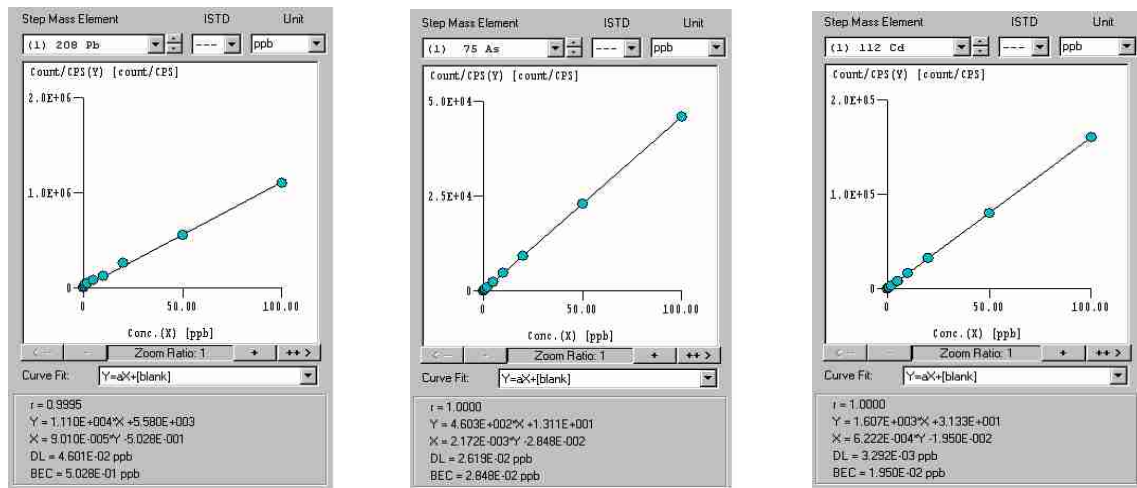 Step Mass Element ISTD Unit
(1) 208 Pb --- ppb
Count/CPS(Y) [count/CPS]
2.0E+06
1.0E+06
0
0 50.00 100.00
Conc.(X) [ppb]
< -- - Zoom Ratio: 1 + ++ >
Curve Fit: Y=aX+[blank]
r = 0.9995
Y = 1.110E+004*X +5.580E+003
X = 9.010E-005*Y -5.028E-001
DL = 4.601E-02 ppb
BEC = 5.028E-01 ppb
Step Mass Element ISTD Unit
(1) 75 As --- ppb
Count/CPS(Y) [count/CPS]
5.0E+04
2.5E+04
0
0 50.00 100.00
Conc.(X) [ppb]
< -- - Zoom Ratio: 1 + ++ >
Curve Fit: Y=aX+[blank]
r = 1.0000
Y = 4.603E+002*X +1.311E+001
X = 2.172E-003*Y -2.848E-002
DL = 2.619E-02 ppb
BEC = 2.848E-02 ppb
Step Mass Element ISTD Unit
(1) 112 Cd --- ppb
Count/CPS(Y) [count/CPS]
2.0E+05
1.0E+05
0
0 50.00 100.00
Conc.(X) [ppb]
< -- - Zoom Ratio: 1 + ++ >
Curve Fit: Y=aX+[blank]
r = 1.0000
Y = 1.607E+003*X +3.133E+001
X = 6.222E-004*Y -1.950E-002
DL = 3.292E-03 ppb
BEC = 1.950E-02 ppb